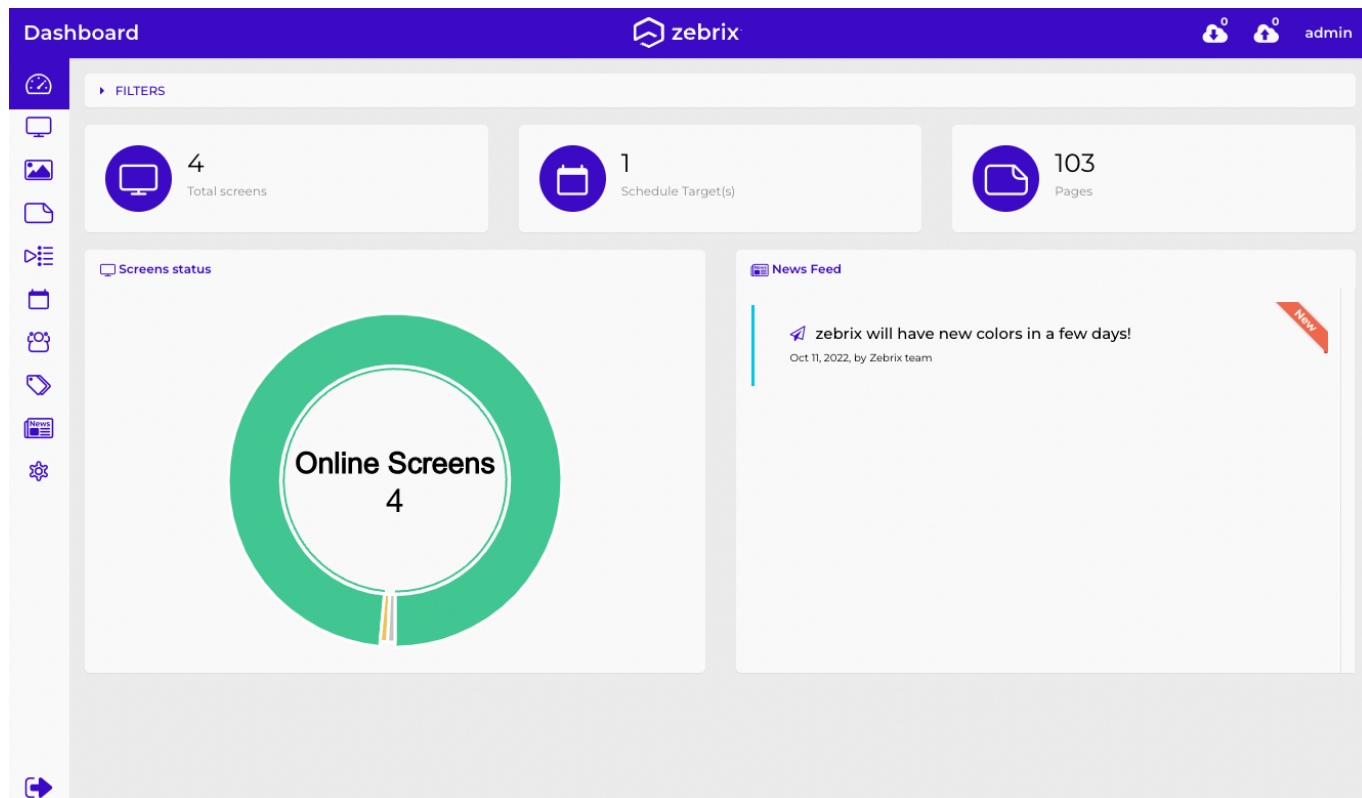 Dashboard
zebrix
0
0
admin
FILTERS
4
Total screens
1
Schedule Target(s)
103
Pages
Screens status
News Feed
Online Screens
4
New
zebrix will have new colors in a few days!
Oct 11, 2022, by Zebrix team
News